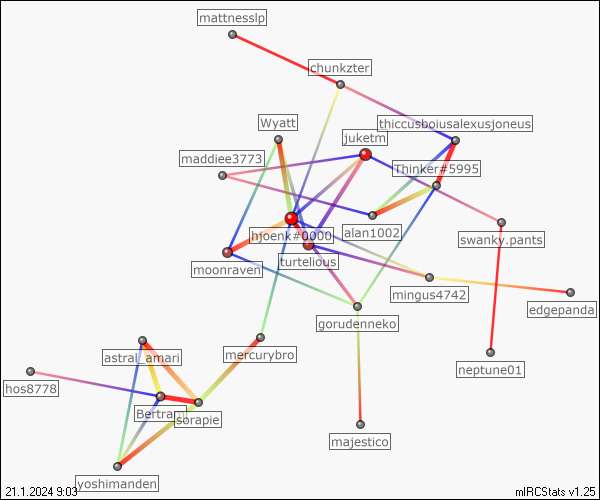 mattnesslp
chunkzter
Wyatt
thiccusboiusalexusjoneus
juketm
maddiee3773
Thinker#5995
hjoenk#0000
alan1002
swanky.pants
turtelious
moonraven
mingus4742
edgepanda
gorudenneko
astral_amari
mercurybro
neptune01
hos8778
Bertram
sorapie
majestico
yoshimanden
21.1.2024 9:03
mIRCStats v1.25